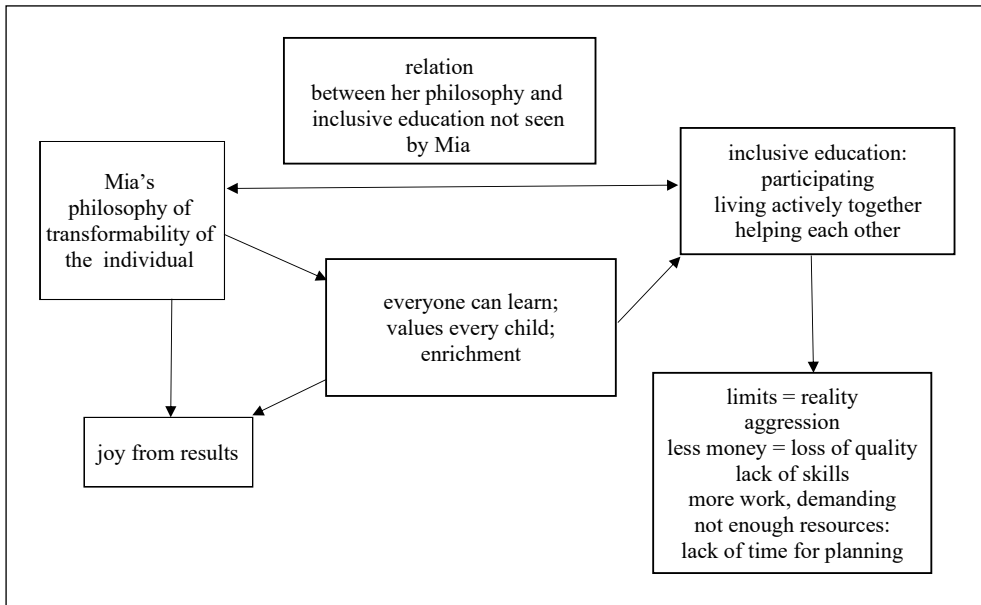 relation
between her philosophy and
inclusive education not seen
by Mia
Mia’s
philosophy of
transformability of
the individual
inclusive education:
participating
living actively together
helping each other
everyone can learn;
values every child;
enrichment
joy from results
limits = reality
aggression
less money = loss of quality
lack of skills
more work, demanding
not enough resources:
lack of time for planning